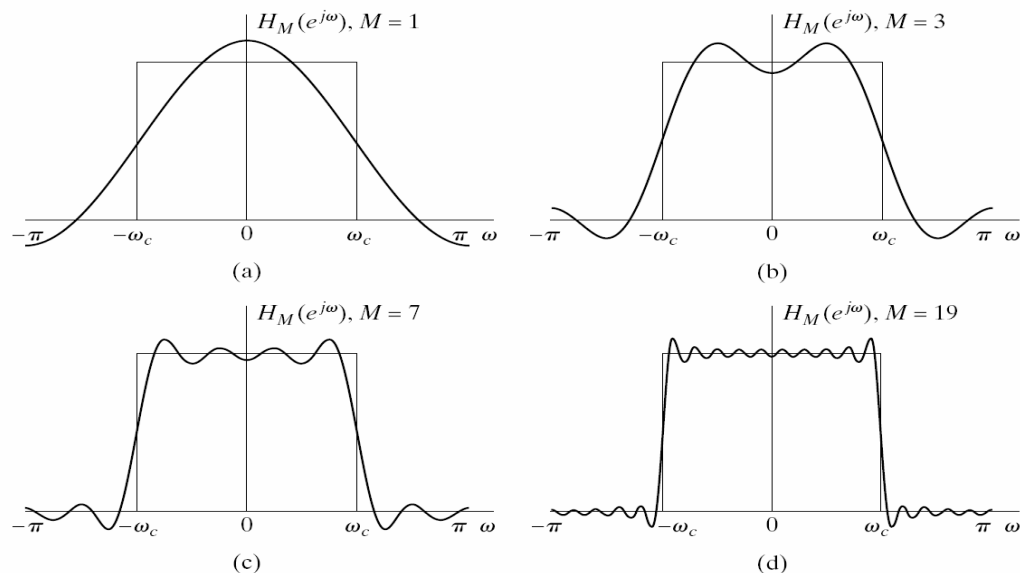 H_M(e^{jω}), M = 1
−π −ω_c 0 ω_c π ω
(a)
H_M(e^{jω}), M = 3
−π −ω_c 0 ω_c π ω
(b)
H_M(e^{jω}), M = 7
−π −ω_c 0 ω_c π ω
(c)
H_M(e^{jω}), M = 19
−π −ω_c 0 ω_c π ω
(d)